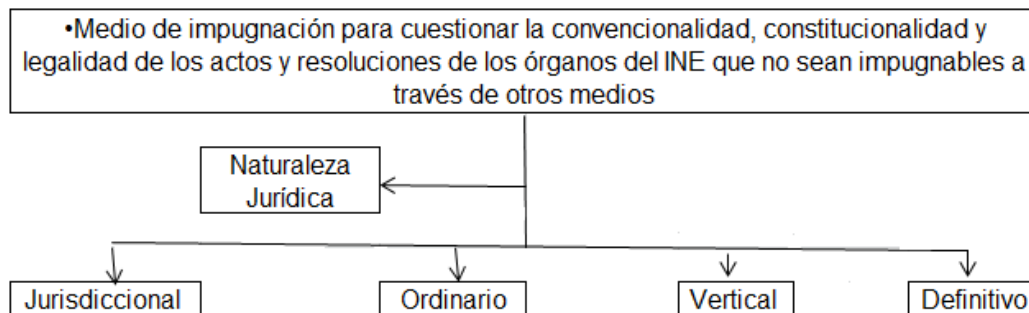 •Medio de impugnación para cuestionar la convencionalidad, constitucionalidad y
legalidad de los actos y resoluciones de los órganos del INE que no sean impugnables a
través de otros medios
Naturaleza
Jurídica
Jurisdiccional
Ordinario
Vertical
Definitivo